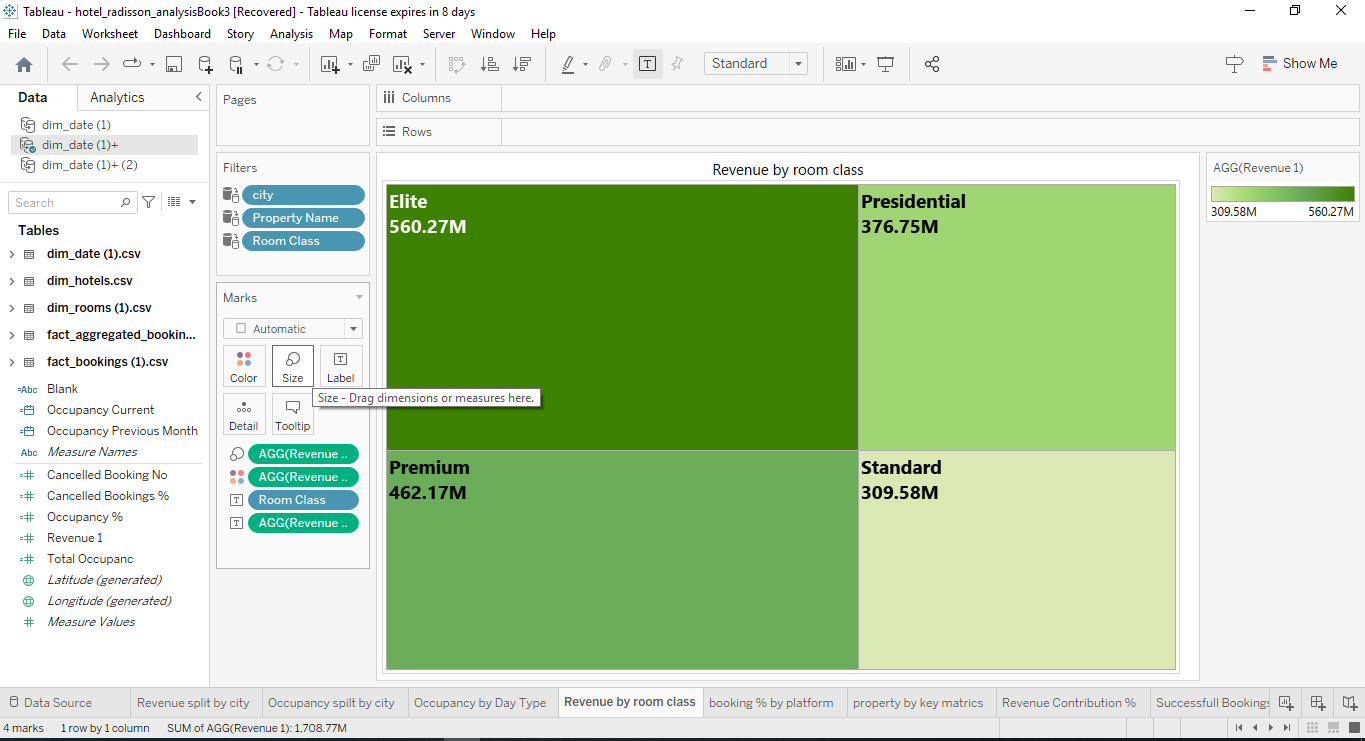 Tableau - hotel_radisson_analysisBook3 [Recovered] - Tableau license expires in 8 days
File Data Worksheet Dashboard Story Analysis Map Format Server Window Help
T
Standard
Show Me
Data
Analytics
dim_date (1)
dim_date (1)+
dim_date (1)+ (2)
Search
Tables
dim_date (1).csv
dim_hotels.csv
dim_rooms (1).csv
fact_aggregated_bookin...
fact_bookings (1).csv
=Abc Blank
Occupancy Current
Occupancy Previous Month
Abc Measure Names
=# Cancelled Booking No
=# Cancelled Bookings %
=# Occupancy %
=# Revenue 1
=# Total Occupanc
Latitude (generated)
Longitude (generated)
# Measure Values
Pages
Filters
city
Property Name
Room Class
Marks
Automatic
Color
Size
T
Label
Size - Drag dimensions or measures here.
Detail
Tooltip
AGG(Revenue ..
AGG(Revenue ..
T Room Class
T AGG(Revenue ..
Columns
Rows
Revenue by room class
Elite
560.27M
Presidential
376.75M
Premium
462.17M
Standard
309.58M
AGG(Revenue 1)
309.58M 560.27M
Data Source
Revenue split by city
Occupancy spilt by city
Occupancy by Day Type
Revenue by room class
booking % by platform
property by key matrics
Revenue Contribution %
Successfull Bookings
4 marks 1 row by 1 column SUM of AGG(Revenue 1): 1,708.77M